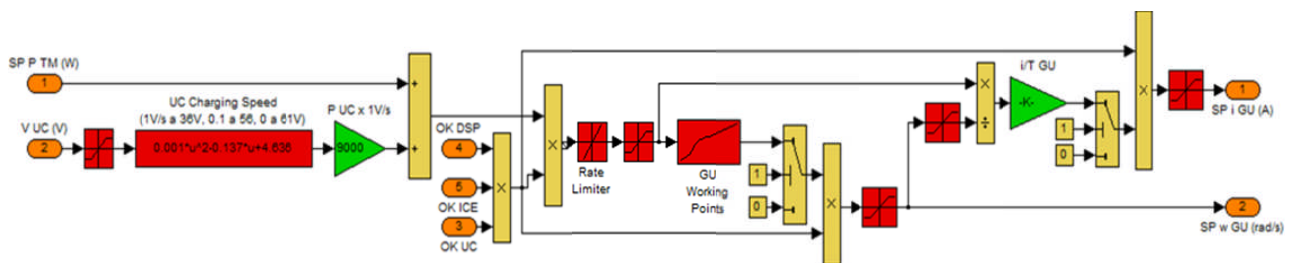 i/T GU
SP P TM (W)
1
UC Charging Speed
(1V/s a 36V, 0.1 a 56, 0 a 61V)
P UC x 1V/s
+
+
V UC (V)
2
0.001*u^2-0.137*u+4.636
9000
OK DSP
4
5
OK ICE
3
OK UC
×
×
Rate
Limiter
GU
Working
Points
1
0
×
×
÷
-K-
1
0
×
1
SP i GU (A)
2
SP w GU (rad/s)